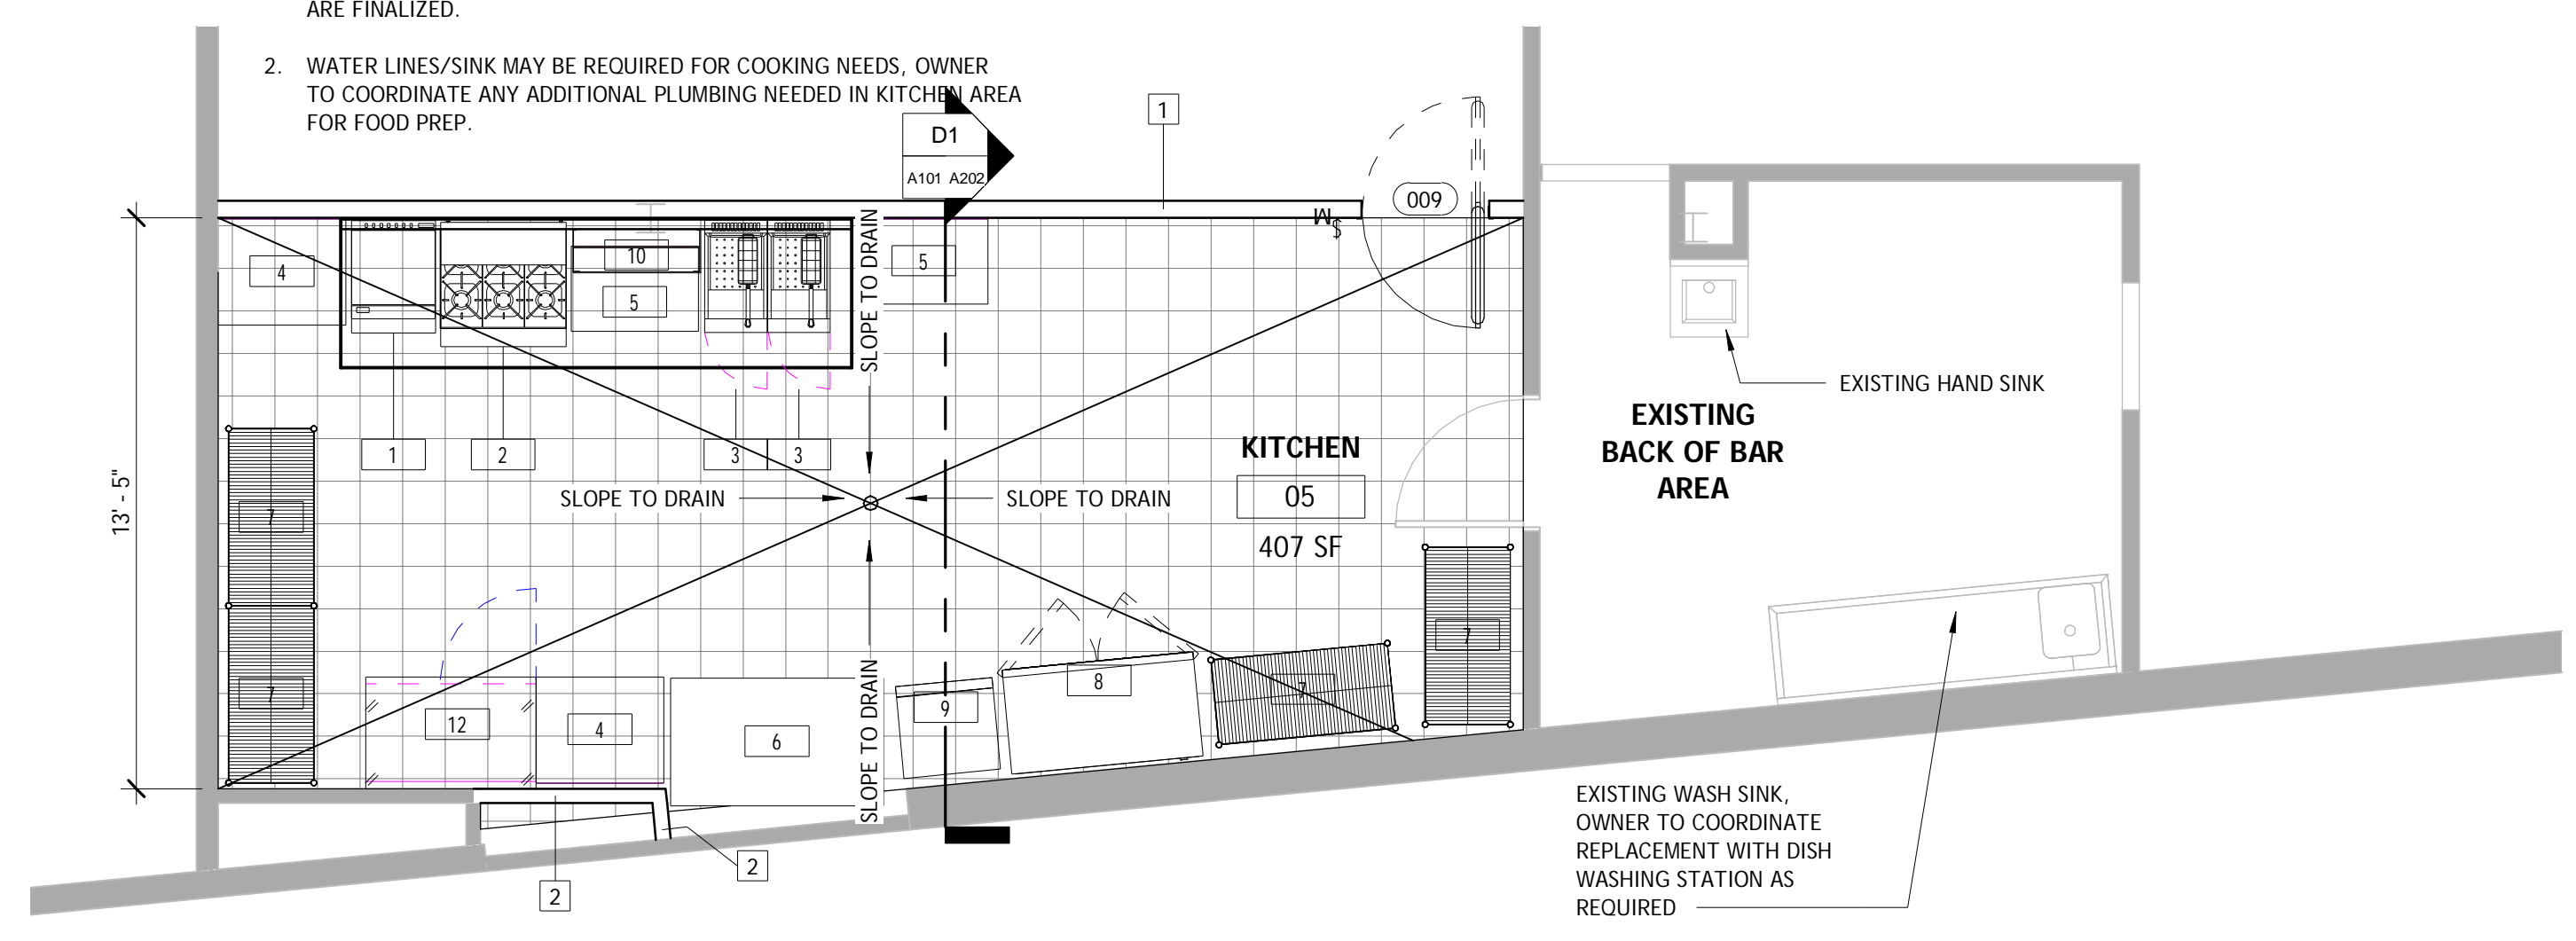 ARE FINALIZED.
2. WATER LINES/SINK MAY BE REQUIRED FOR COOKING NEEDS, OWNER
TO COORDINATE ANY ADDITIONAL PLUMBING NEEDED IN KITCHEN AREA
FOR FOOD PREP.
D1
A101 A202
1
009
$M
4
10
5
5
SLOPE TO DRAIN
EXISTING HAND SINK
EXISTING
BACK OF BAR
AREA
KITCHEN
05
407 SF
1
2
3
3
13' - 5"
SLOPE TO DRAIN
SLOPE TO DRAIN
7
7
7
7
12
4
6
9
8
SLOPE TO DRAIN
2
2
EXISTING WASH SINK,
OWNER TO COORDINATE
REPLACEMENT WITH DISH
WASHING STATION AS
REQUIRED